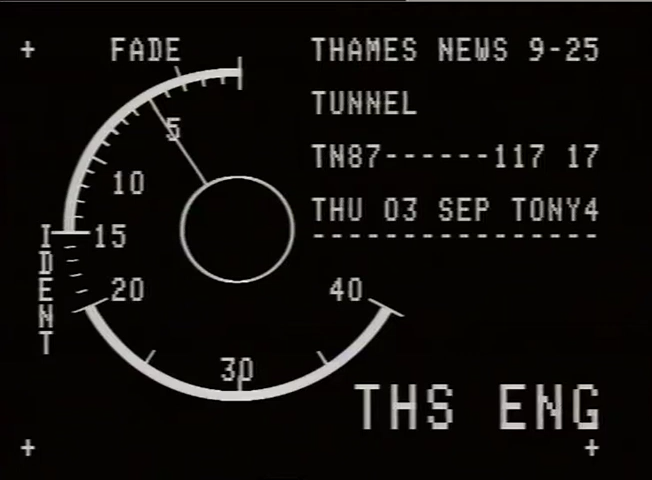 FADE
THAMES NEWS 9-25
TUNNEL
TN87------117 17
THU 03 SEP TONY4
----------------
5
10
15
20
30
40
IDENT
THS ENG